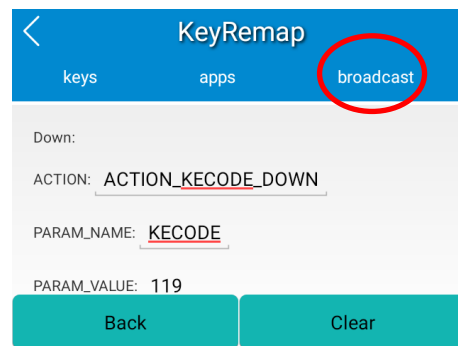 KeyRemap
keys apps broadcast
Down:
ACTION: ACTION_KECODE_DOWN
PARAM_NAME: KECODE
PARAM_VALUE: 119
Back Clear